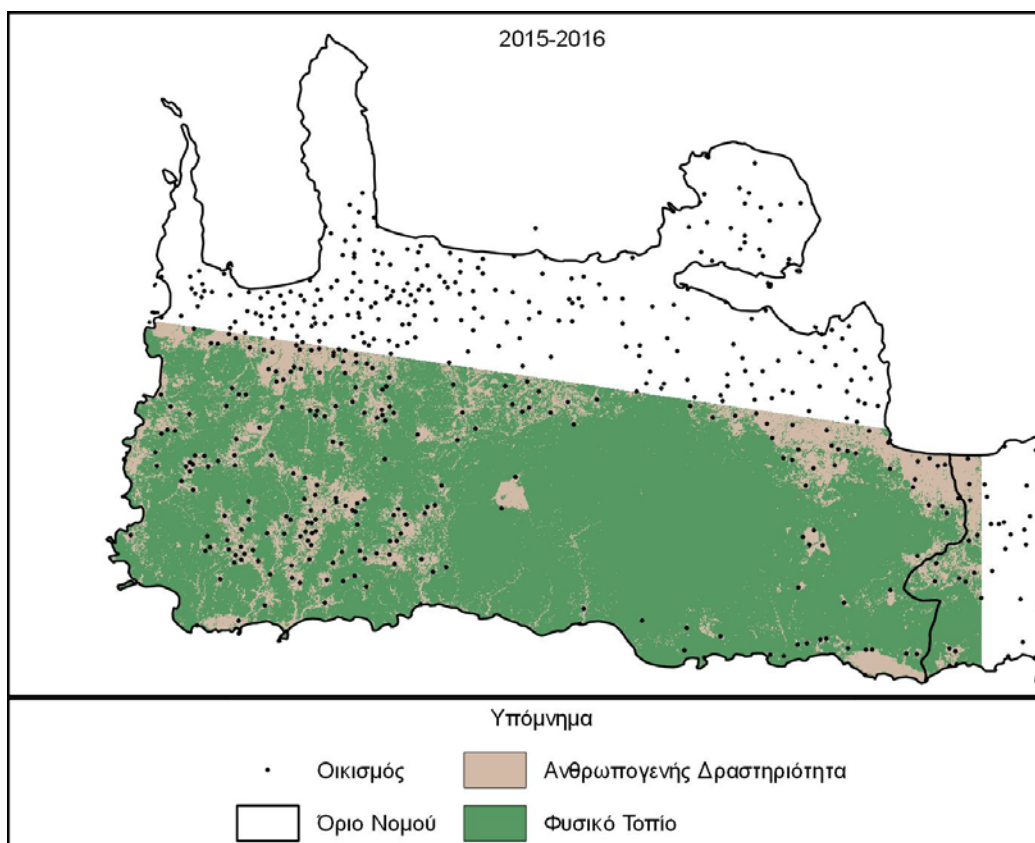 2015-2016
Υπόμνημα
Οικισμός
Ανθρωπογενής Δραστηριότητα
Όριο Νομού
Φυσικό Τοπίο